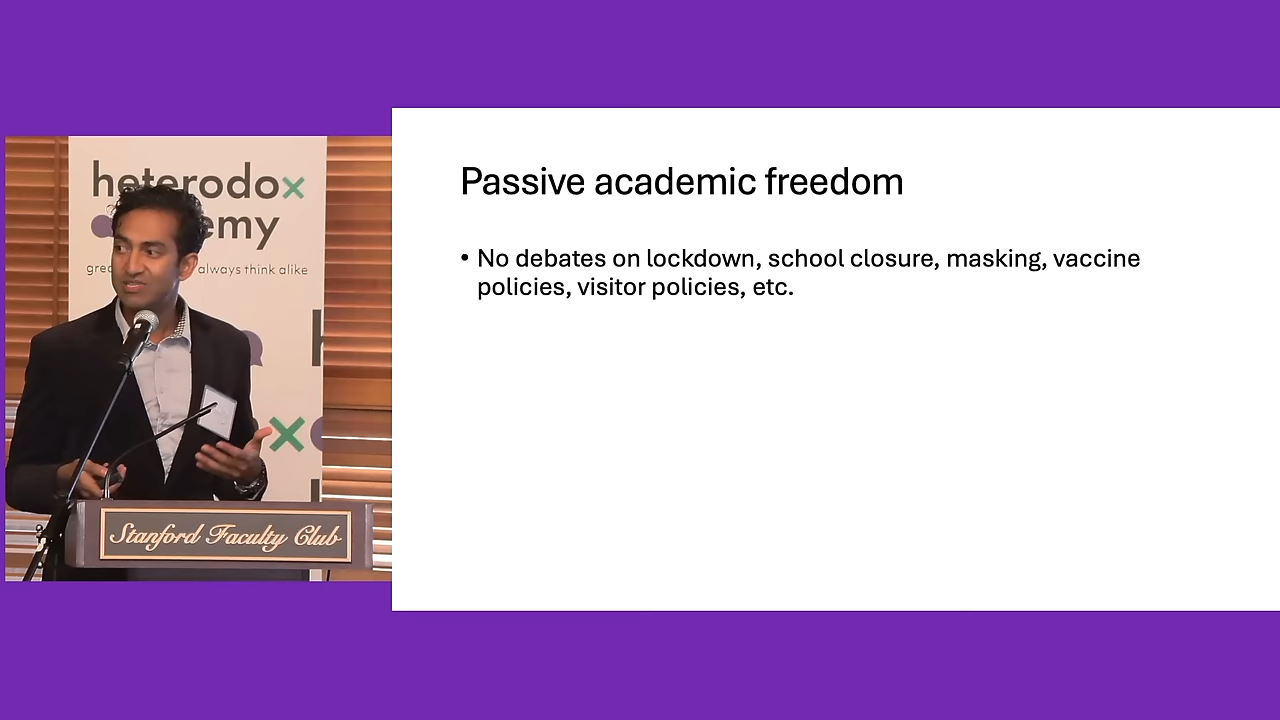 heterodox
emy
grea
always think alike
Stanford Faculty Club
Passive academic freedom
• No debates on lockdown, school closure, masking, vaccine
policies, visitor policies, etc.